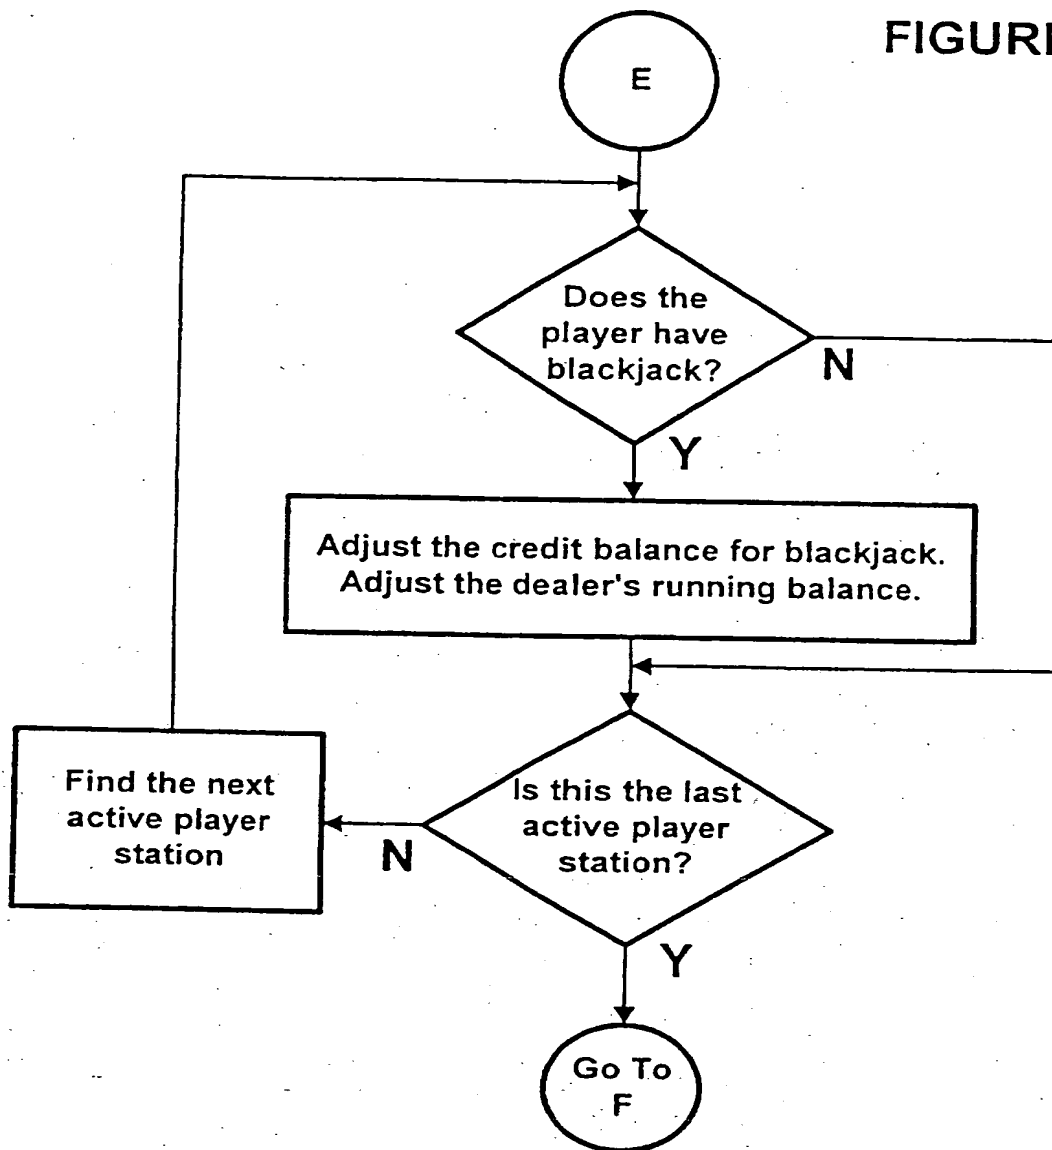 FIGURE
E
Does the
player have
blackjack?
N
Y
Adjust the credit balance for blackjack.
Adjust the dealer's running balance.
Find the next
active player
station
N
Is this the last
active player
station?
Y
Go To
F